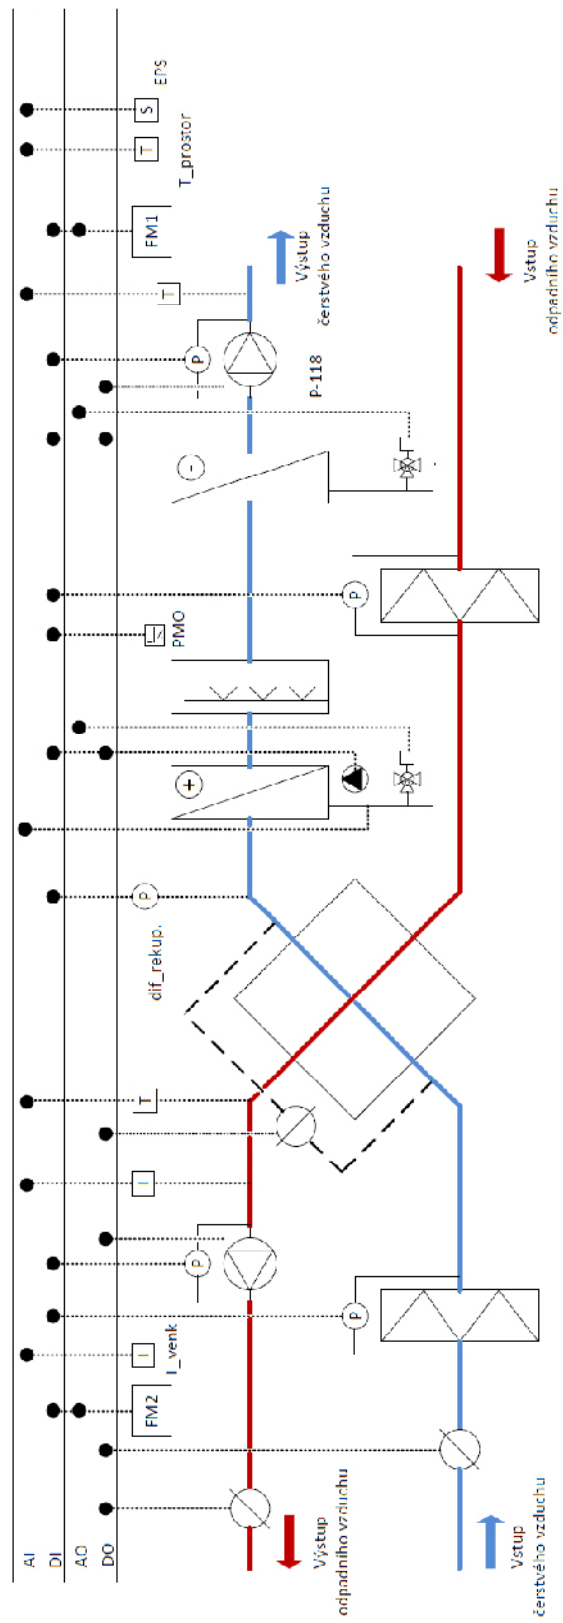 AI
DI
AO
DO
FM2
T
T_venk
P
T
T
dif_rekup.
P
+
PMO
-
P
P-118
T
FM1
T
T_prostor
S
EPS
P
P
Výstup
odpadního vzduchu
Výstup
čerstvého vzduchu
Vstup
čerstvého vzduchu
Vstup
odpadního vzduchu